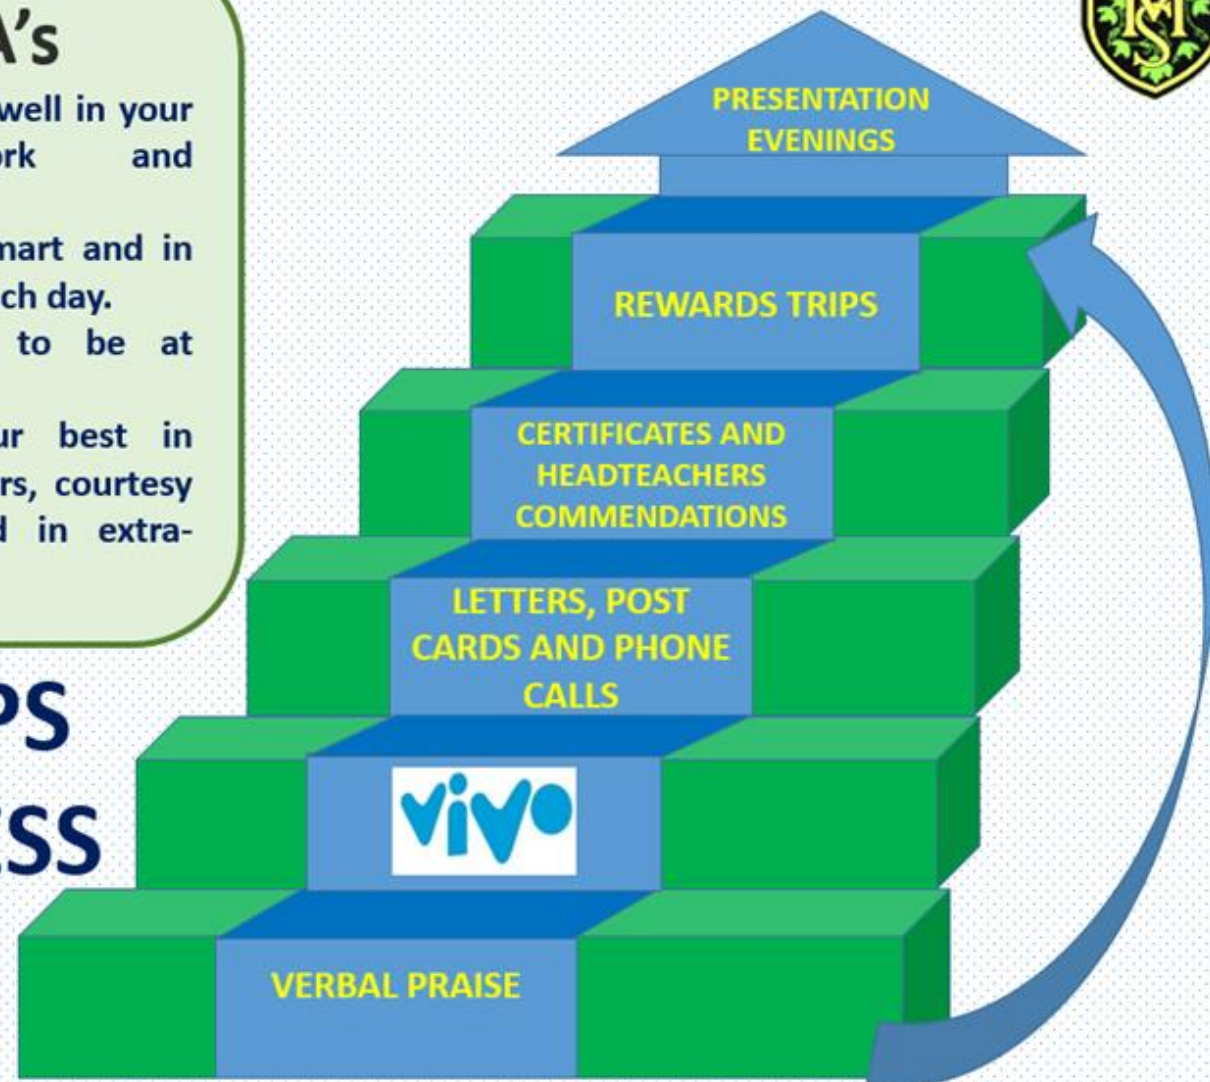 A's
well in your
ork and
mart and in
ch day.
to be at
ur best in
rs, courtesy
d in extra-
PS
ESS
PRESENTATION
EVENINGS
REWARDS TRIPS
CERTIFICATES AND
HEADTEACHERS
COMMENDATIONS
LETTERS, POST
CARDS AND PHONE
CALLS
vivo
VERBAL PRAISE